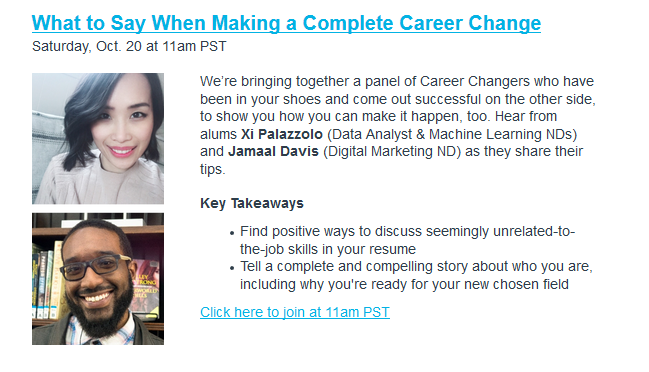 What to Say When Making a Complete Career Change
Saturday, Oct. 20 at 11am PST
We’re bringing together a panel of Career Changers who have
been in your shoes and come out successful on the other side,
to show you how you can make it happen, too. Hear from
alums Xi Palazzolo (Data Analyst & Machine Learning NDs)
and Jamaal Davis (Digital Marketing ND) as they share their
tips.
Key Takeaways
• Find positive ways to discuss seemingly unrelated-to-
the-job skills in your resume
• Tell a complete and compelling story about who you are,
including why you're ready for your new chosen field
Click here to join at 11am PST